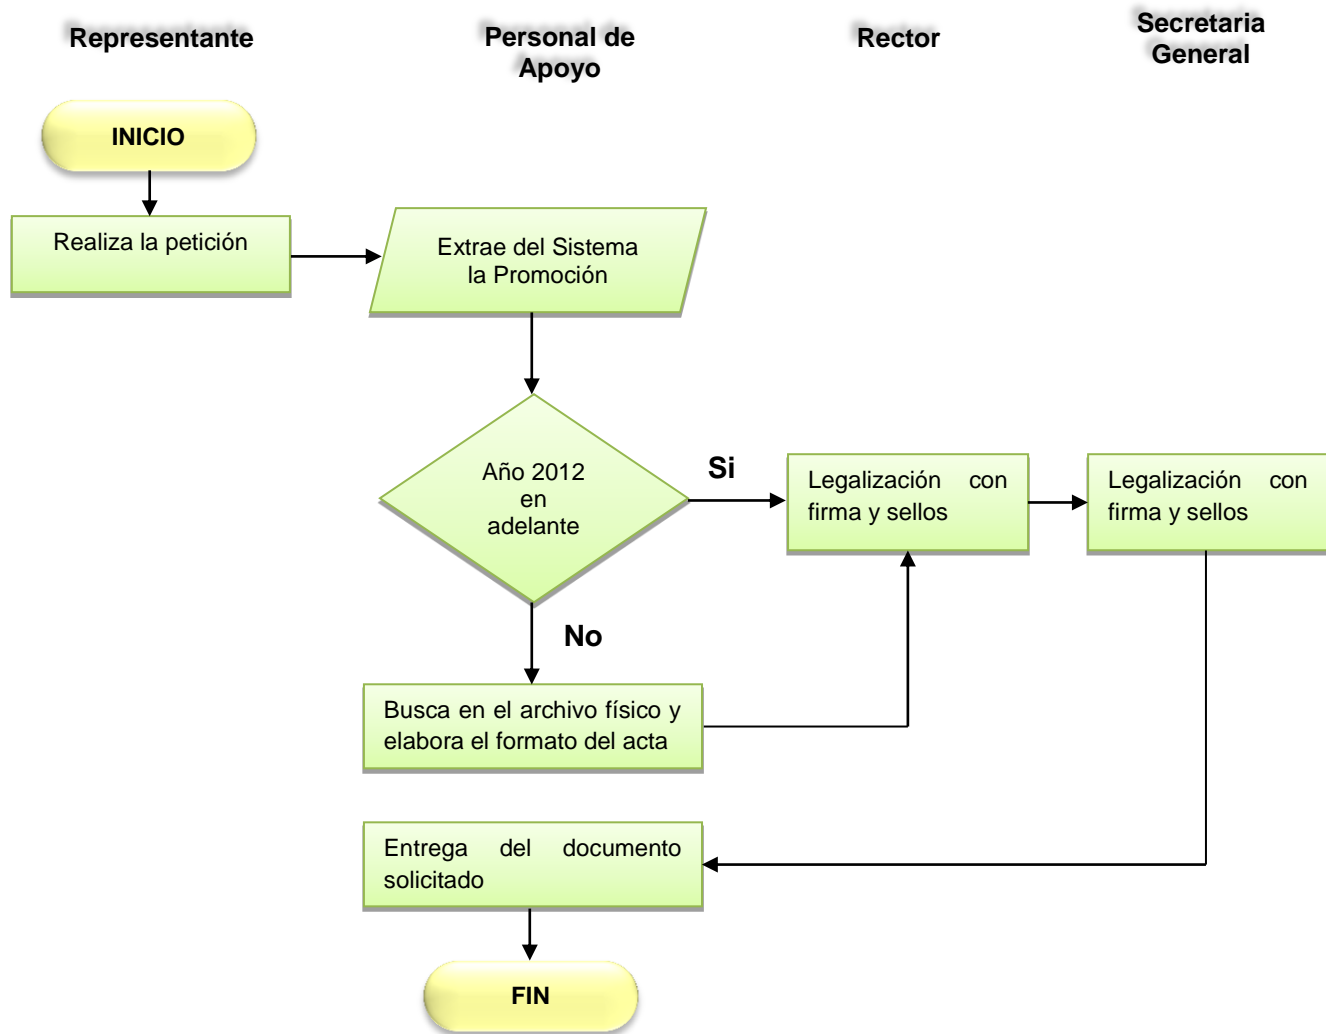 Representante
Personal de
Apoyo
Rector
Secretaria
General
INICIO
Realiza la petición
Extrae del Sistema
la Promoción
Año 2012
en
adelante
Si
Legalización con
firma y sellos
Legalización con
firma y sellos
No
Busca en el archivo físico y
elabora el formato del acta
Entrega del documento
solicitado
FIN